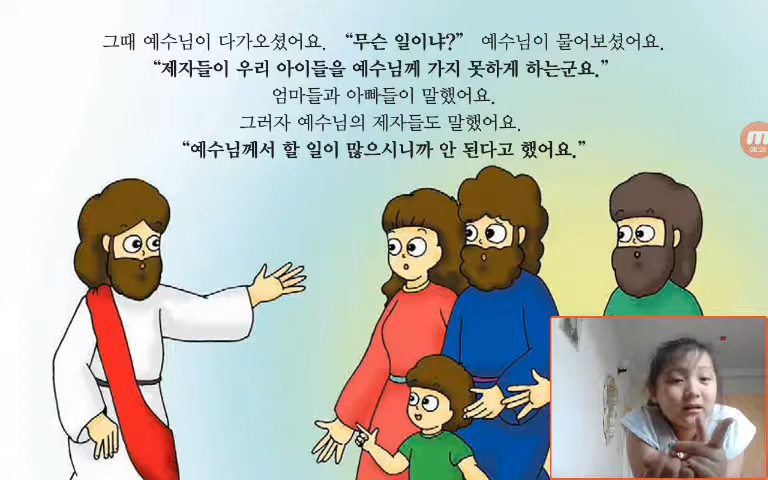 그때 예수님이 다가오셨어요. “무슨 일이냐?” 예수님이 물어보셨어요.
“제자들이 우리 아이들을 예수님께 가지 못하게 하는군요.”
엄마들과 아빠들이 말했어요.
그러자 예수님의 제자들도 말했어요.
“예수님께서 할 일이 많으시니까 안 된다고 했어요.”
08:20